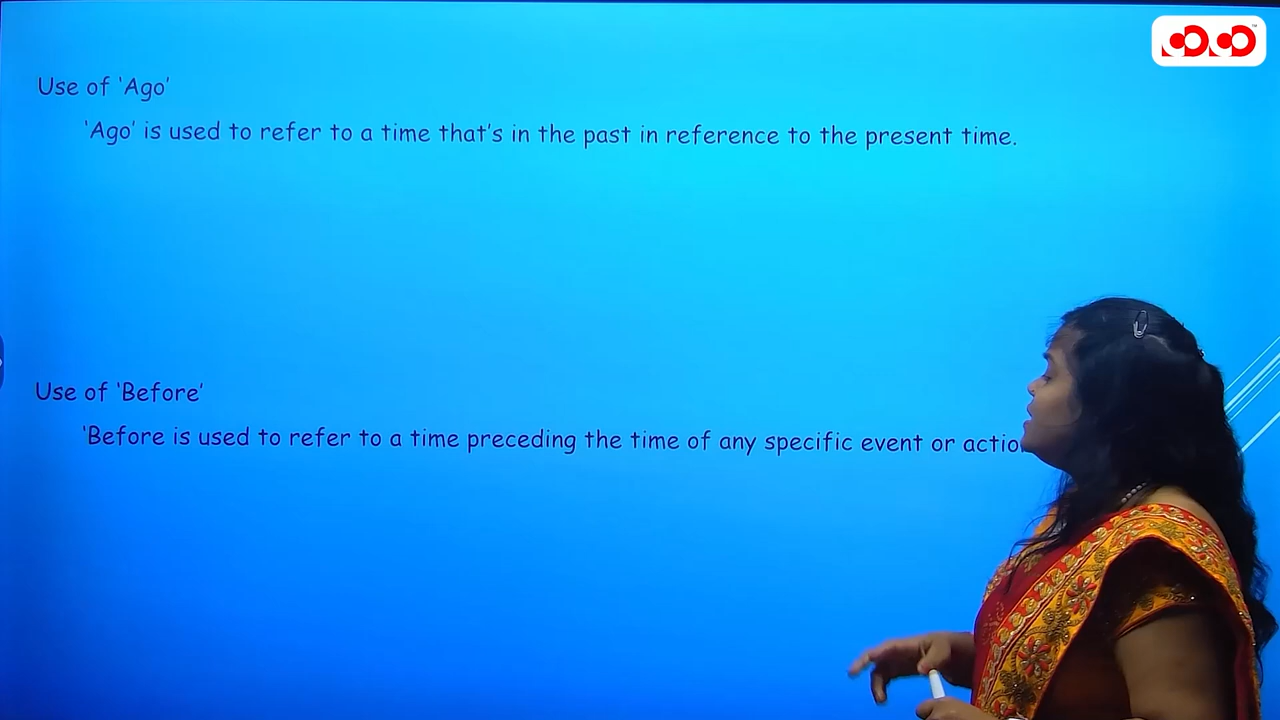 Use of ‘Ago’
‘Ago’ is used to refer to a time that’s in the past in reference to the present time.
Use of ‘Before’
‘Before is used to refer to a time preceding the time of any specific event or